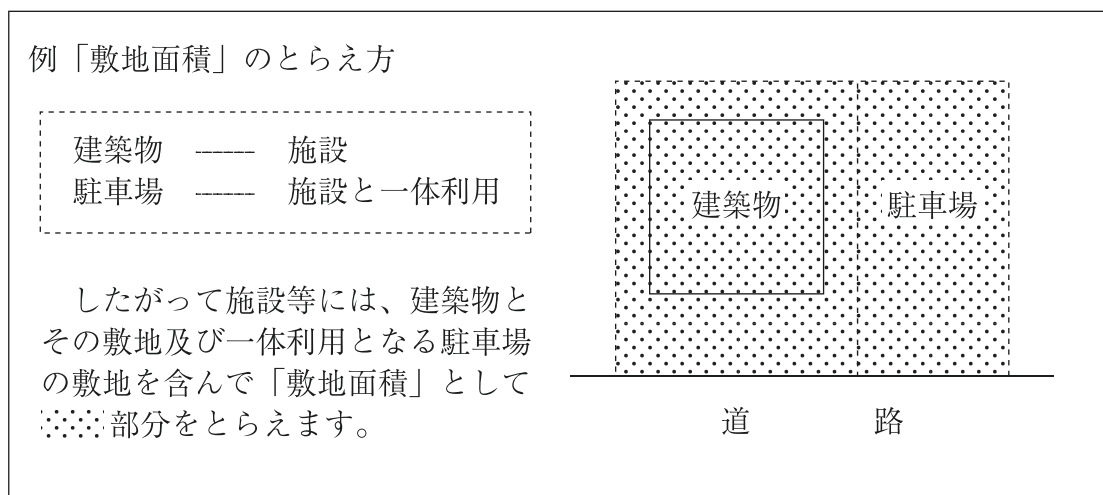 例「敷地面積」のとらえ方
建築物 ------ 施設
駐車場 ------ 施設と一体利用
したがって施設等には、建築物と
その敷地及び一体利用となる駐車場
の敷地を含んで「敷地面積」として
部分をとらえます。
建築物
駐車場
道 路